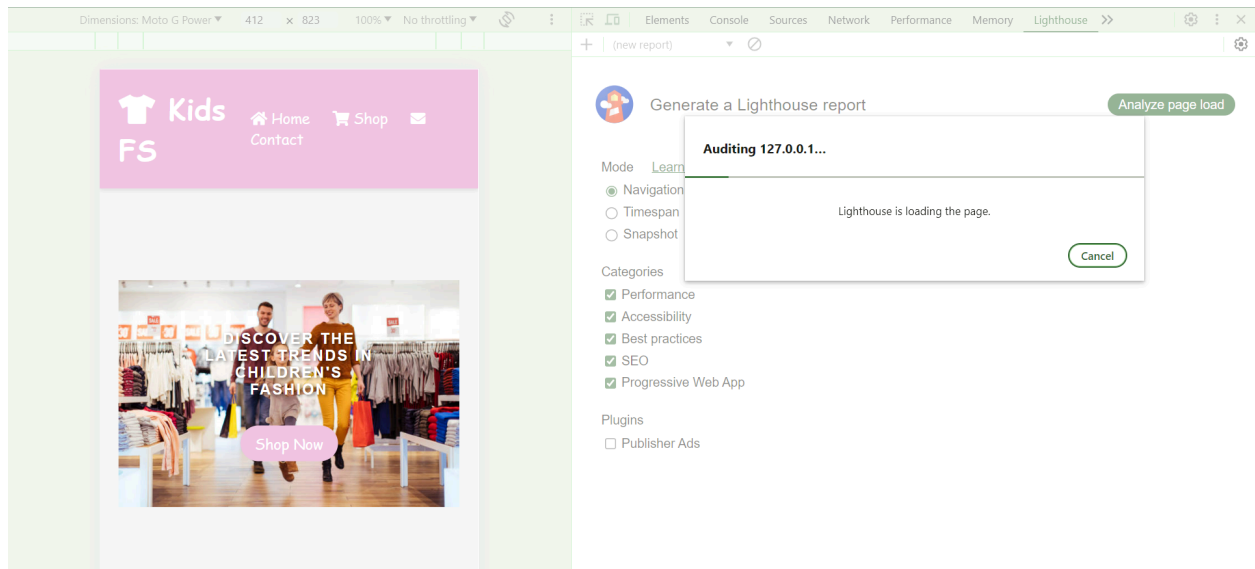 Dimensions: Moto G Power ▼ 412 × 823 100% ▼ No throttling ▼
Elements Console Sources Network Performance Memory Lighthouse
(new report) ▼
Kids FS
Home Shop
Contact
DISCOVER THE
LATEST TRENDS IN
CHILDREN'S
FASHION
Shop Now
Generate a Lighthouse report
Analyze page load
Auditing 127.0.0.1...
Lighthouse is loading the page.
Cancel
Mode Learn
Navigation
Timespan
Snapshot
Categories
Performance
Accessibility
Best practices
SEO
Progressive Web App
Plugins
Publisher Ads